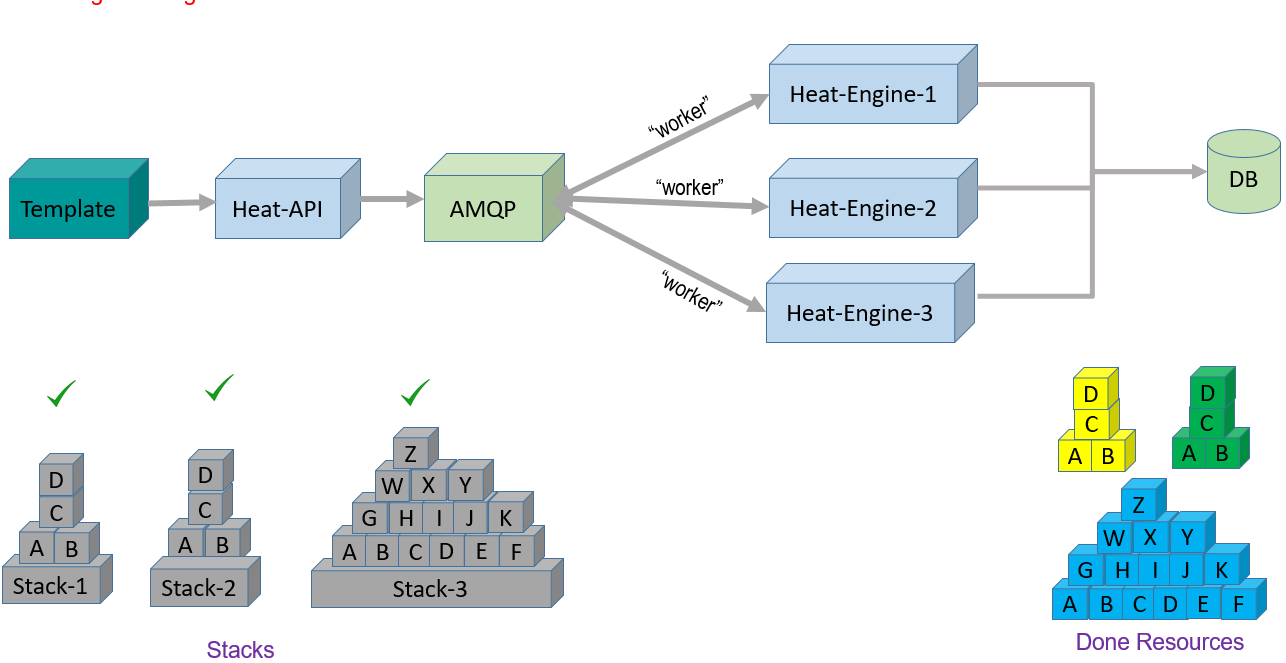 "worker"
Heat-Engine-1
Template
Heat-API
AMQP
"worker"
Heat-Engine-2
DB
"worker"
Heat-Engine-3
D
C
A B
Stack-1
D
C
A B
Stack-2
Z
W X Y
G H I J K
A B C D E F
Stack-3
Stacks
D
C
A B
D
C
A B
Z
W X Y
G H I J K
A B C D E F
Done Resources